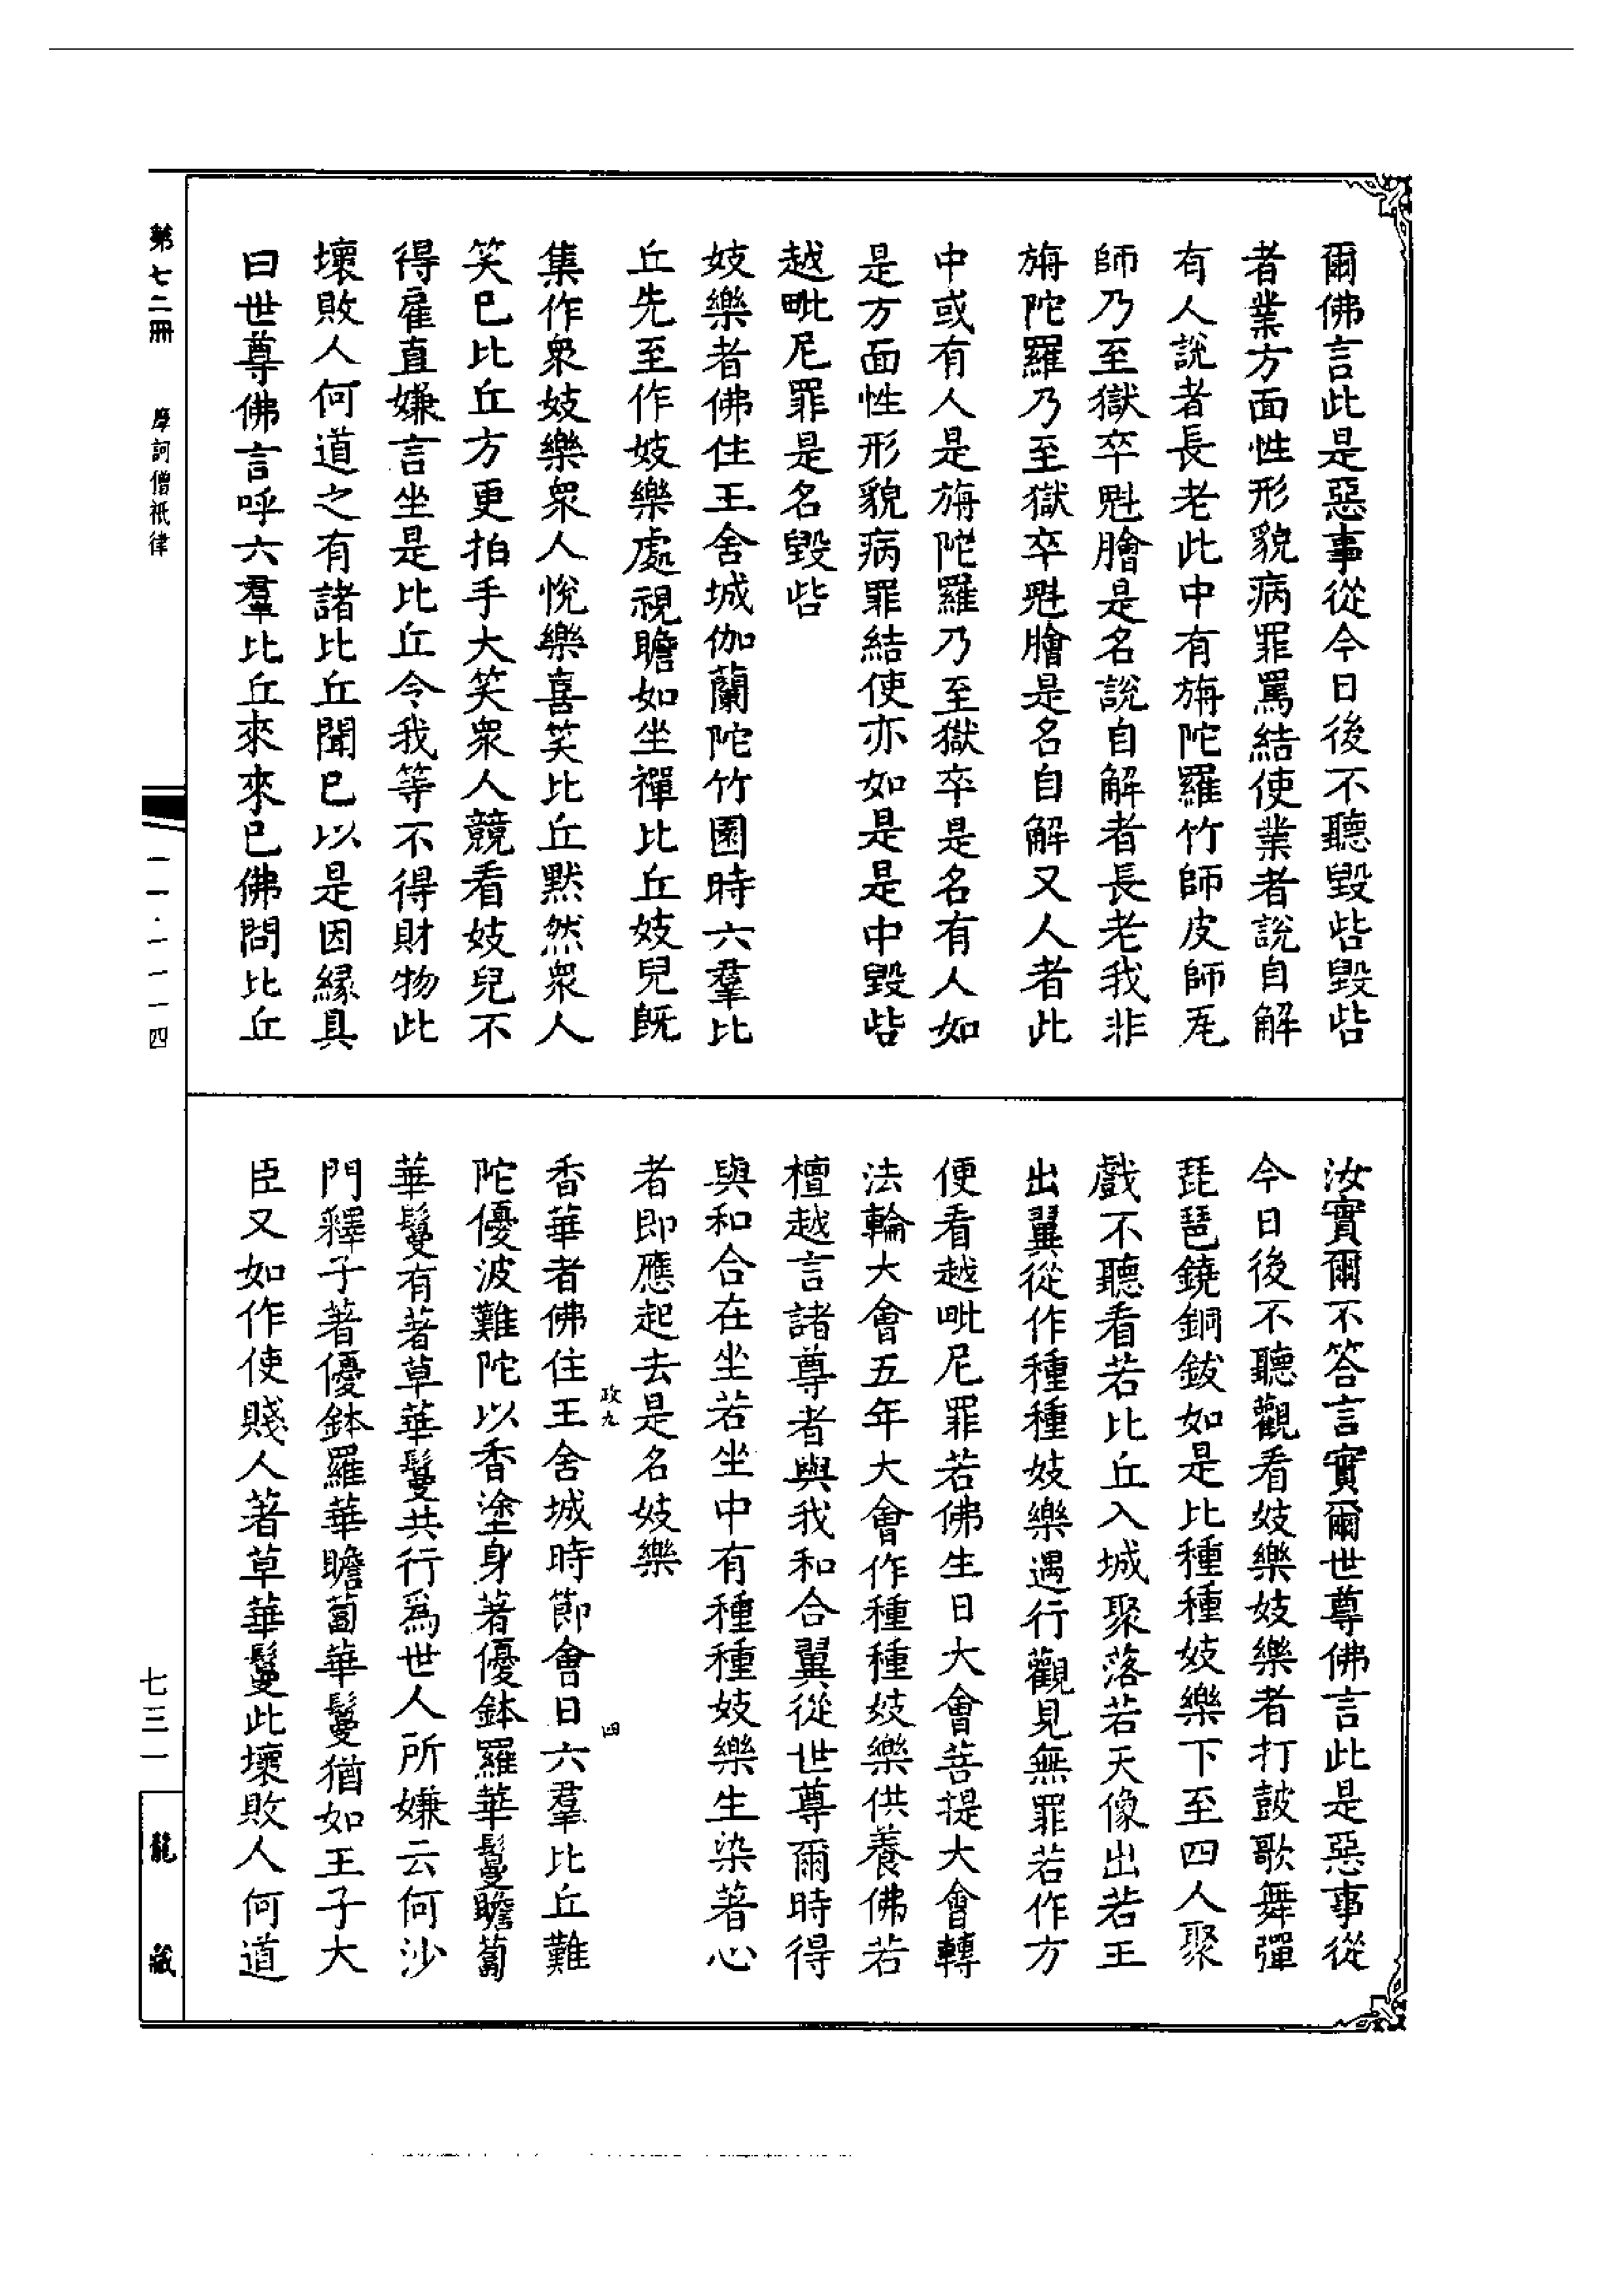 爾佛言此是惡事從今日後不聽毀呰毀呰
者業方面性形貌病罪罵結使業者說自解
有人說者長老此中有旃陀羅竹師皮師𤬪
師乃至獄卒魁膾是名說自解者長老我非
旃陀羅乃至獄卒魁膾是名自解又人者此
中或有人是旃陀羅乃至獄卒是名有人如
是方面性形貌病罪結使亦如是是中毀呰
越毗尼罪是名毀呰
妓樂者佛住王舍城伽蘭陀竹園時六羣比
丘先至作妓樂處視瞻如坐禪比丘妓兒旣
集作衆妓樂衆人悅樂喜笑比丘默然衆人
笑已比丘方更拍手大笑衆人競看妓兒不
得雇直嫌言坐是比丘令我等不得財物此
壞敗人何道之有諸比丘聞已以是因緣具
白世尊佛言呼六羣比丘來來已佛問比丘
汝實爾不答言實爾世尊佛言此是惡事從
今日後不聽觀看妓樂妓樂者打鼓歌舞彈
琵琶鐃銅鈸如是比種種妓樂下至四人聚
戲不聽看若比丘入城聚落若天像出若王
出翼從作種種妓樂遇行觀見無罪若作方
便看越毗尼罪若佛生日大會菩提大會轉
法輪大會五年大會作種種妓樂供養佛若
檀越言諸尊者與我和合翼從世尊爾時得
與和合在坐若坐中有種種妓樂生染著心
者即應起去是名妓樂
香華者佛住王舍城時節會日六羣比丘難
陀優波難陀以香塗身著優鉢羅華鬘瞻蔔
華鬘有著草華鬘共行爲世人所嫌云何沙
門釋子著優鉢羅華瞻蔔華鬘猶如王子大
臣又如作使賤人著草華鬘此壞敗人何道
政九
四
第七二冊
摩訶僧祇律
一一·一一一四
七三一
龍藏